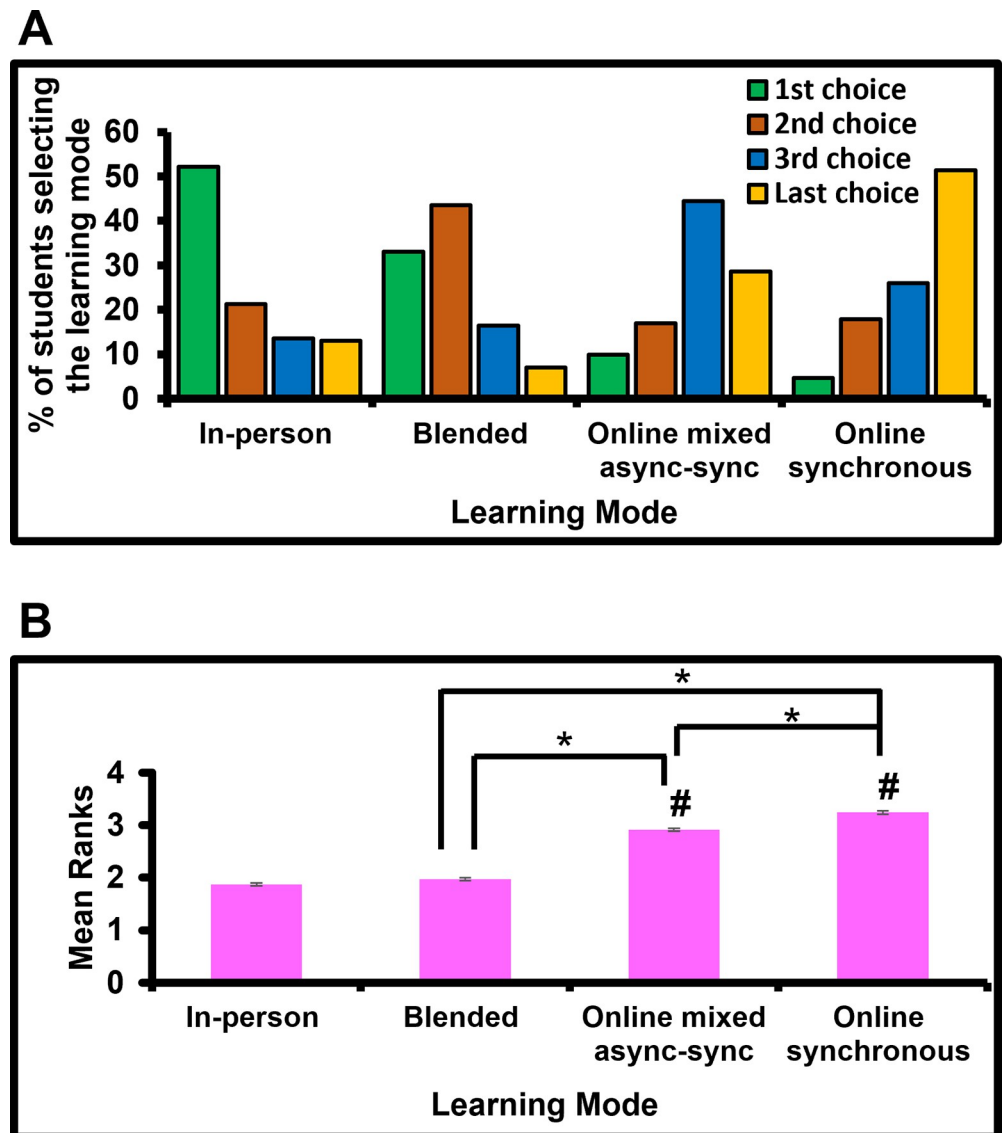 A
1st choice
2nd choice
3rd choice
Last choice
% of students selecting
the learning mode
60
50
40
30
20
10
0
In-person
Blended
Online mixed
async-sync
Online
synchronous
Learning Mode
B
*
*
*
#
#
Mean Ranks
4
3
2
1
0
In-person
Blended
Online mixed
async-sync
Online
synchronous
Learning Mode